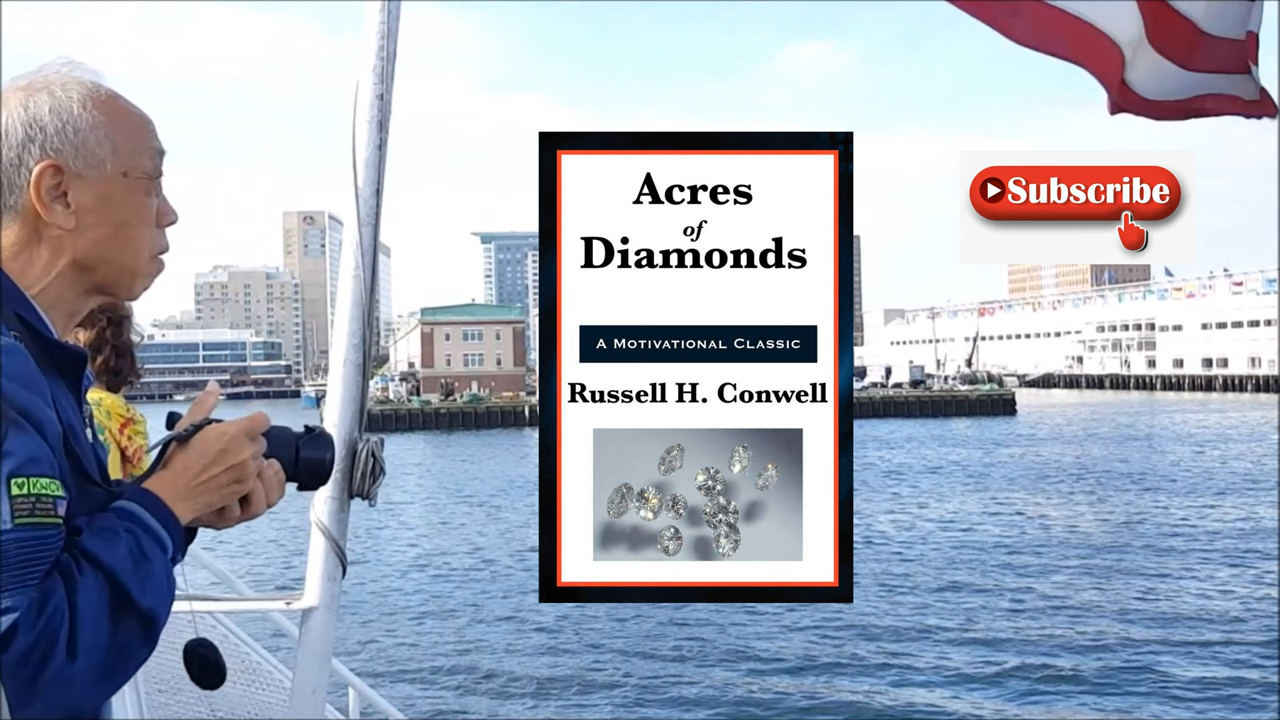 Acres
of
Diamonds
A MOTIVATIONAL CLASSIC
Russell H. Conwell
Subscribe